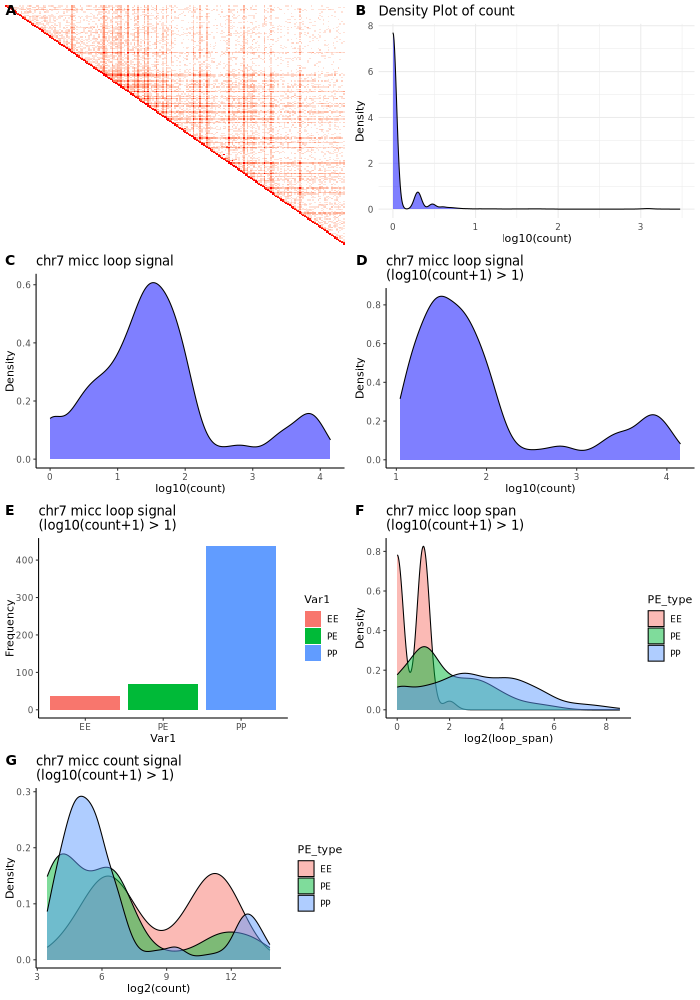 A
B Density Plot of count
8
6
4
2
0
Density
0 1 2 3
log10(count)
C chr7 micc loop signal
0.6
0.4
0.2
0.0
Density
0 1 2 3 4
log10(count)
D chr7 micc loop signal
(log10(count+1) > 1)
0.8
0.6
0.4
0.2
0.0
Density
1 2 3 4
log10(count)
E chr7 micc loop signal
(log10(count+1) > 1)
400
300
200
100
0
Frequency
EE PE PP
Var1
Var1
EE
PE
PP
F chr7 micc loop span
(log10(count+1) > 1)
0.8
0.6
0.4
0.2
0.0
Density
0 2 4 6 8
log2(loop_span)
PE_type
EE
PE
PP
G chr7 micc count signal
(log10(count+1) > 1)
0.3
0.2
0.1
0.0
Density
3 6 9 12
log2(count)
PE_type
EE
PE
PP